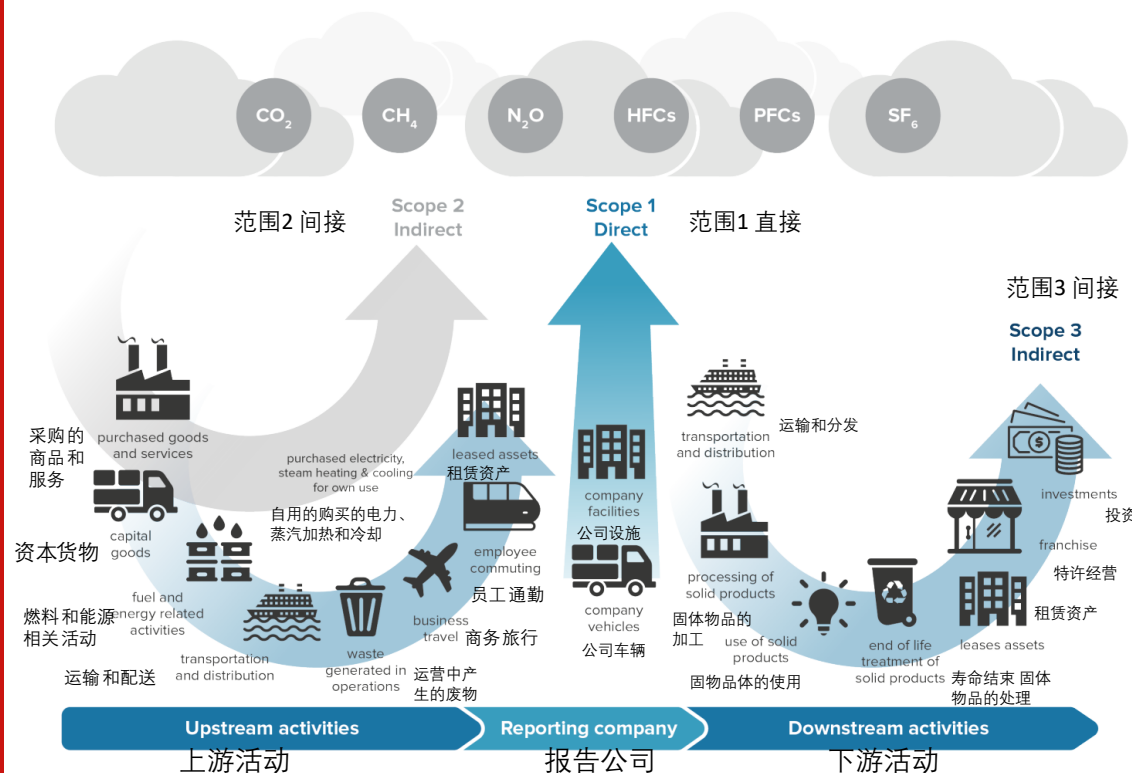 CO₂
CH₄
N₂O
HFCs
PFCs
SF₆
范围2 间接
Scope 2
Indirect
Scope 1
Direct
范围1 直接
范围3 间接
Scope 3
Indirect
采购的
商品和
服务
purchased goods
and services
资本货物
capital
goods
燃料和能源
相关活动
fuel and
energy related
activities
运输和配送
transportation
and distribution
purchased electricity,
steam heating & cooling
for own use
自用的购买的电力、
蒸汽加热和冷却
waste
generated in
operations
运营中产
生的废物
business
travel
商务旅行
employee
commuting
员工通勤
leased assets
租赁资产
company
facilities
公司设施
company
vehicles
公司车辆
transportation
and distribution
运输和分发
processing of
solid products
固体物品的
加工
use of solid
products
固物品体的使用
end of life
treatment of
solid products
寿命结束 固体
物品的处理
leases assets
租赁资产
franchise
特许经营
investments
投资
Upstream activities
Reporting company
Downstream activities
上游活动
报告公司
下游活动